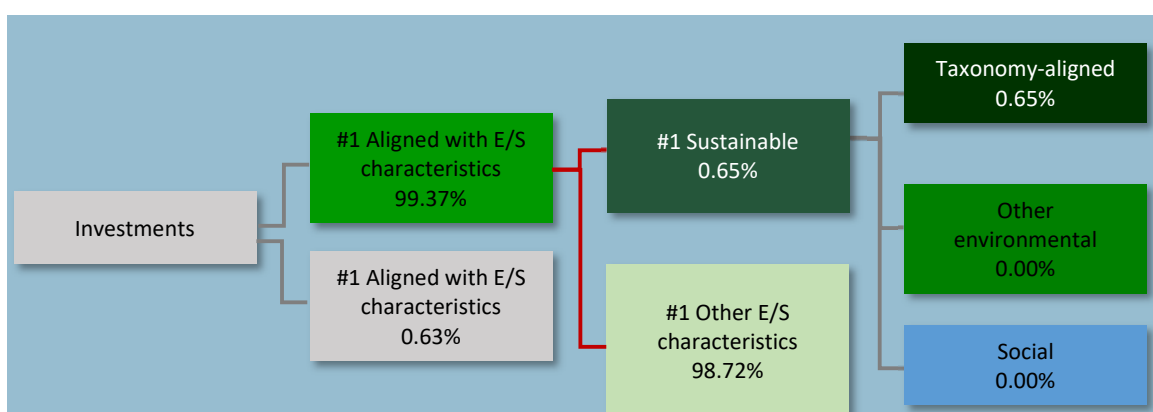 Investments
#1 Aligned with E/S
characteristics
99.37%
#1 Aligned with E/S
characteristics
0.63%
#1 Sustainable
0.65%
#1 Other E/S
characteristics
98.72%
Taxonomy-aligned
0.65%
Other
environmental
0.00%
Social
0.00%